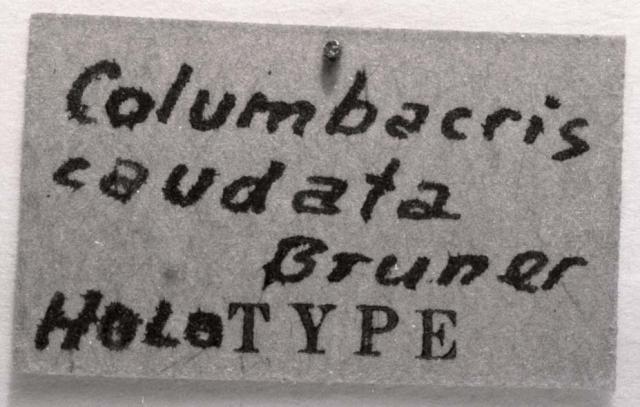 Columbacris
caudata
Bruner
HOLOTYPE